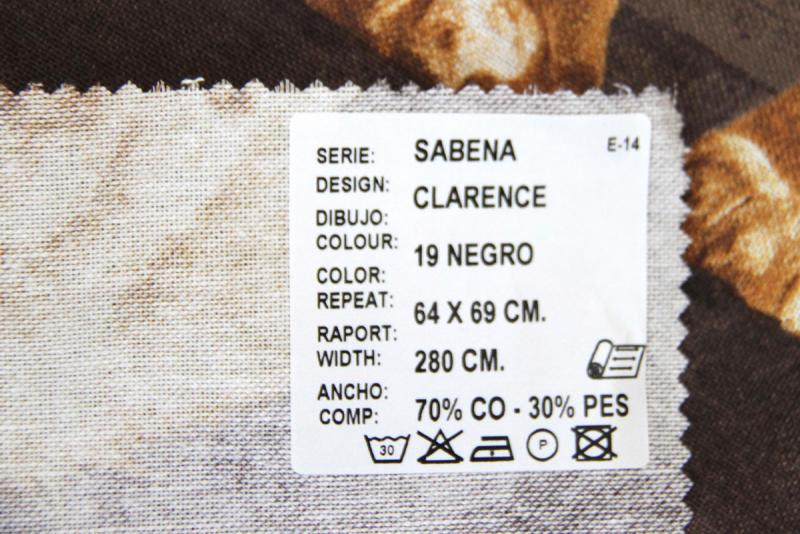 SERIE: SABENA E-14
DESIGN:
CLARENCE
DIBUJO:
COLOUR:
19 NEGRO
COLOR:
REPEAT:
64 X 69 CM.
RAPORT:
WIDTH: 280 CM.
ANCHO:
COMP: 70% CO - 30% PES
30 P